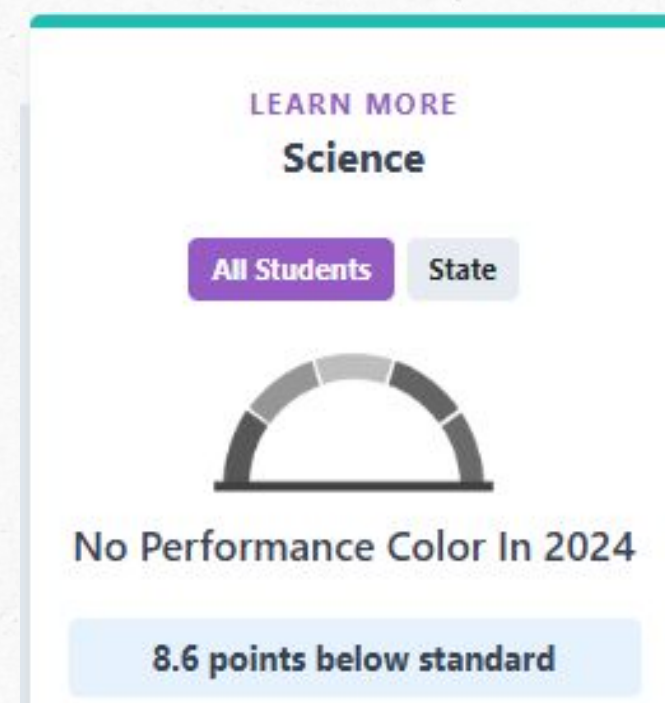 LEARN MORE
Science
All Students State
No Performance Color In 2024
8.6 points below standard